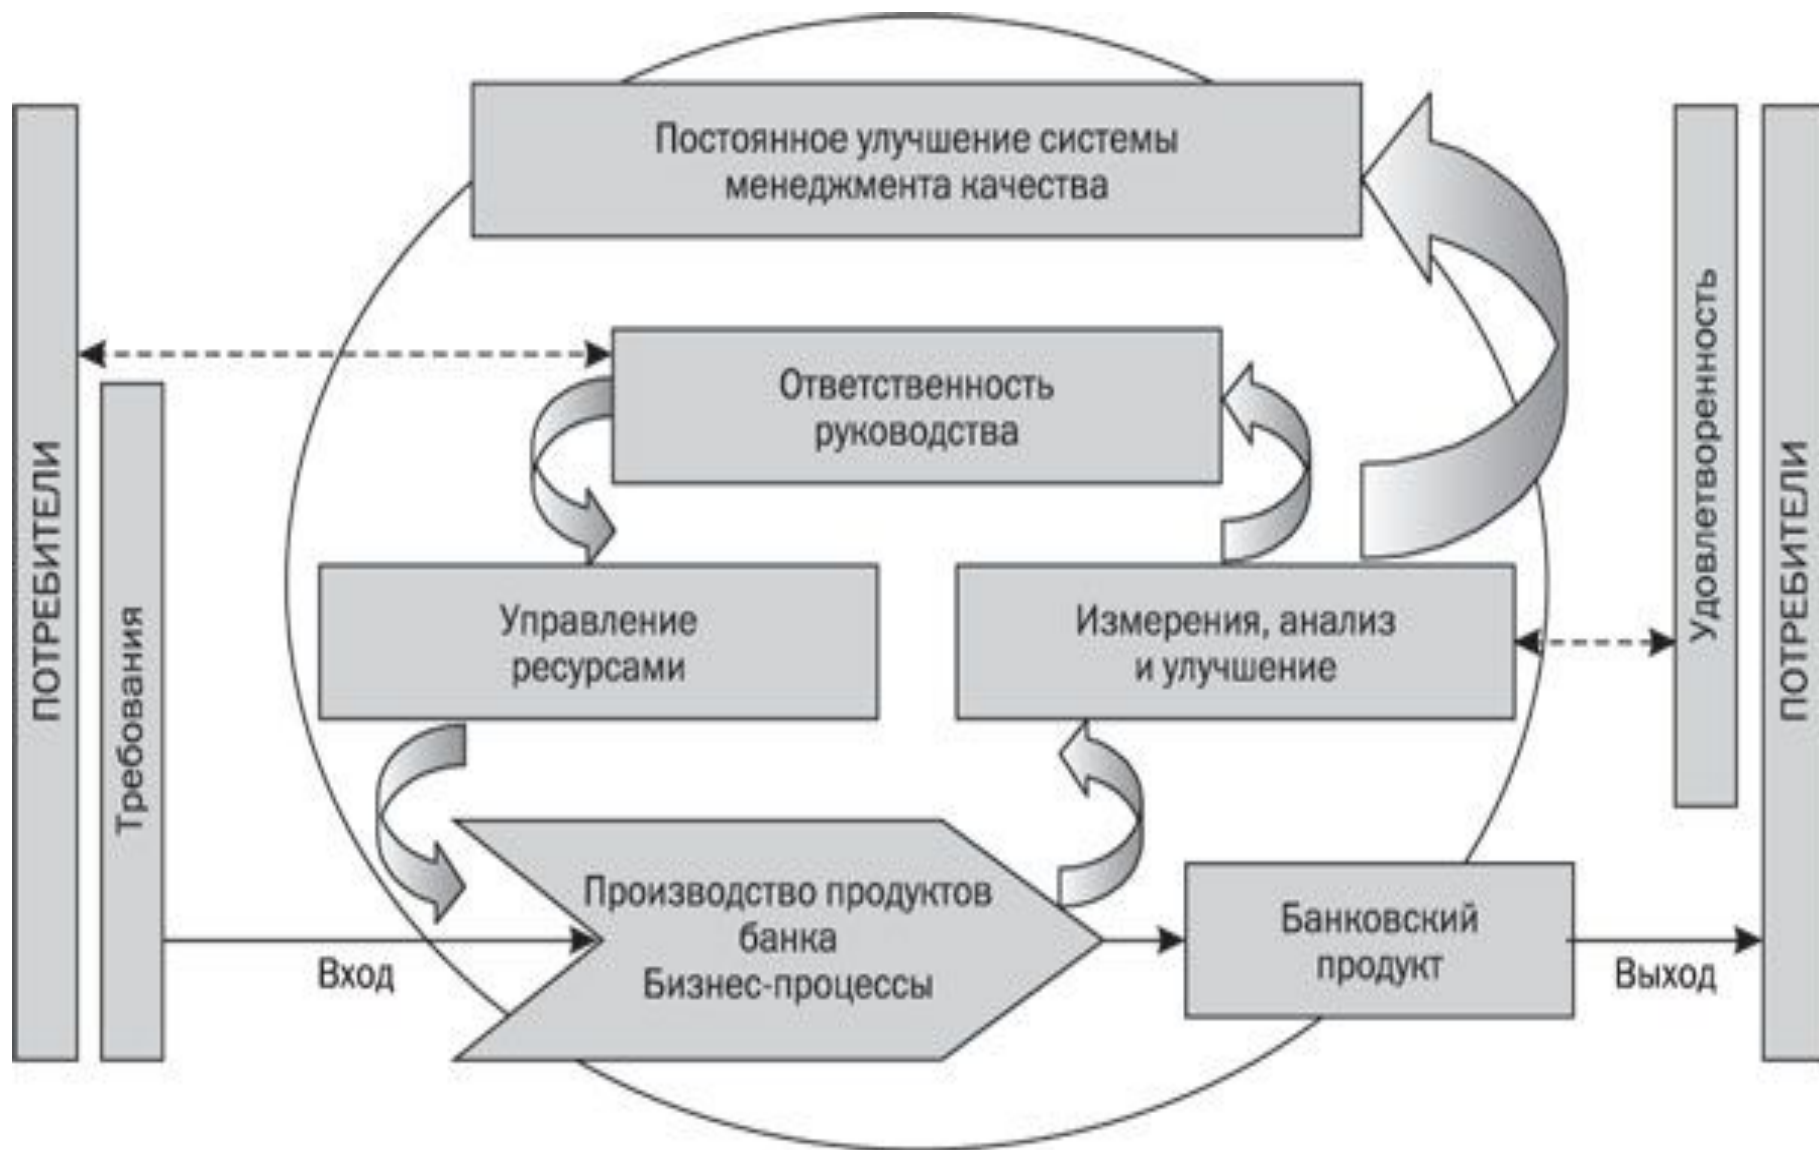 Постоянное улучшение системы
менеджмента качества
ПОТРЕБИТЕЛИ
Требования
Ответственность
руководства
Удовлетворенность
ПОТРЕБИТЕЛИ
Управление
ресурсами
Измерения, анализ
и улучшение
Вход
Производство продуктов
банка
Бизнес-процессы
Банковский
продукт
Выход